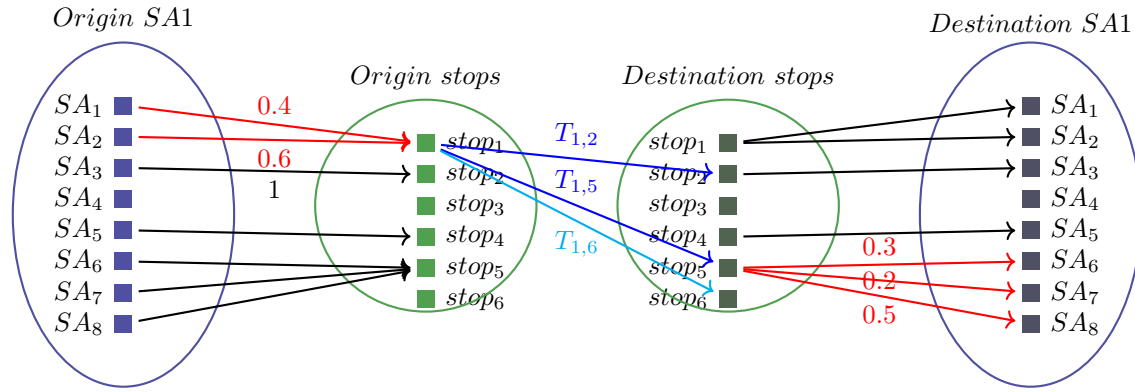 Origin SA1
Destination SA1
Origin stops
Destination stops
SA₁
SA₂
SA₃
SA₄
SA₅
SA₆
SA₇
SA₈
0.4
0.6
1
stop₁
stop₂
stop₃
stop₄
stop₅
stop₆
T₁,₂
T₁,₅
T₁,₆
stop₁
stop₂
stop₃
stop₄
stop₅
stop₆
0.3
0.2
0.5
SA₁
SA₂
SA₃
SA₄
SA₅
SA₆
SA₇
SA₈